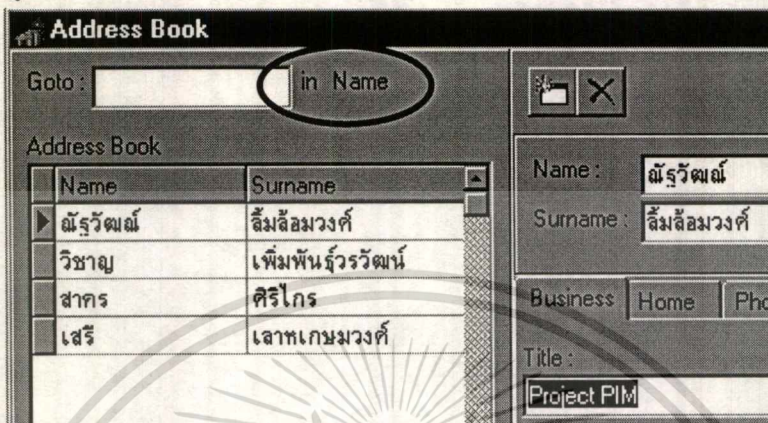 Address Book
Goto :
in Name
Address Book
Name Surname
ณัฐวัฒณ์ ลิ้มล้อมวงศ์
วิชาญ เพิ่มพันธุ์วรวัฒน์
สาคร ศิริไกร
เสรี เลาหเกษมวงศ์
Name : ณัฐวัฒณ์
Surname : ลิ้มล้อมวงศ์
Business Home Pho
Title :
Project PIM